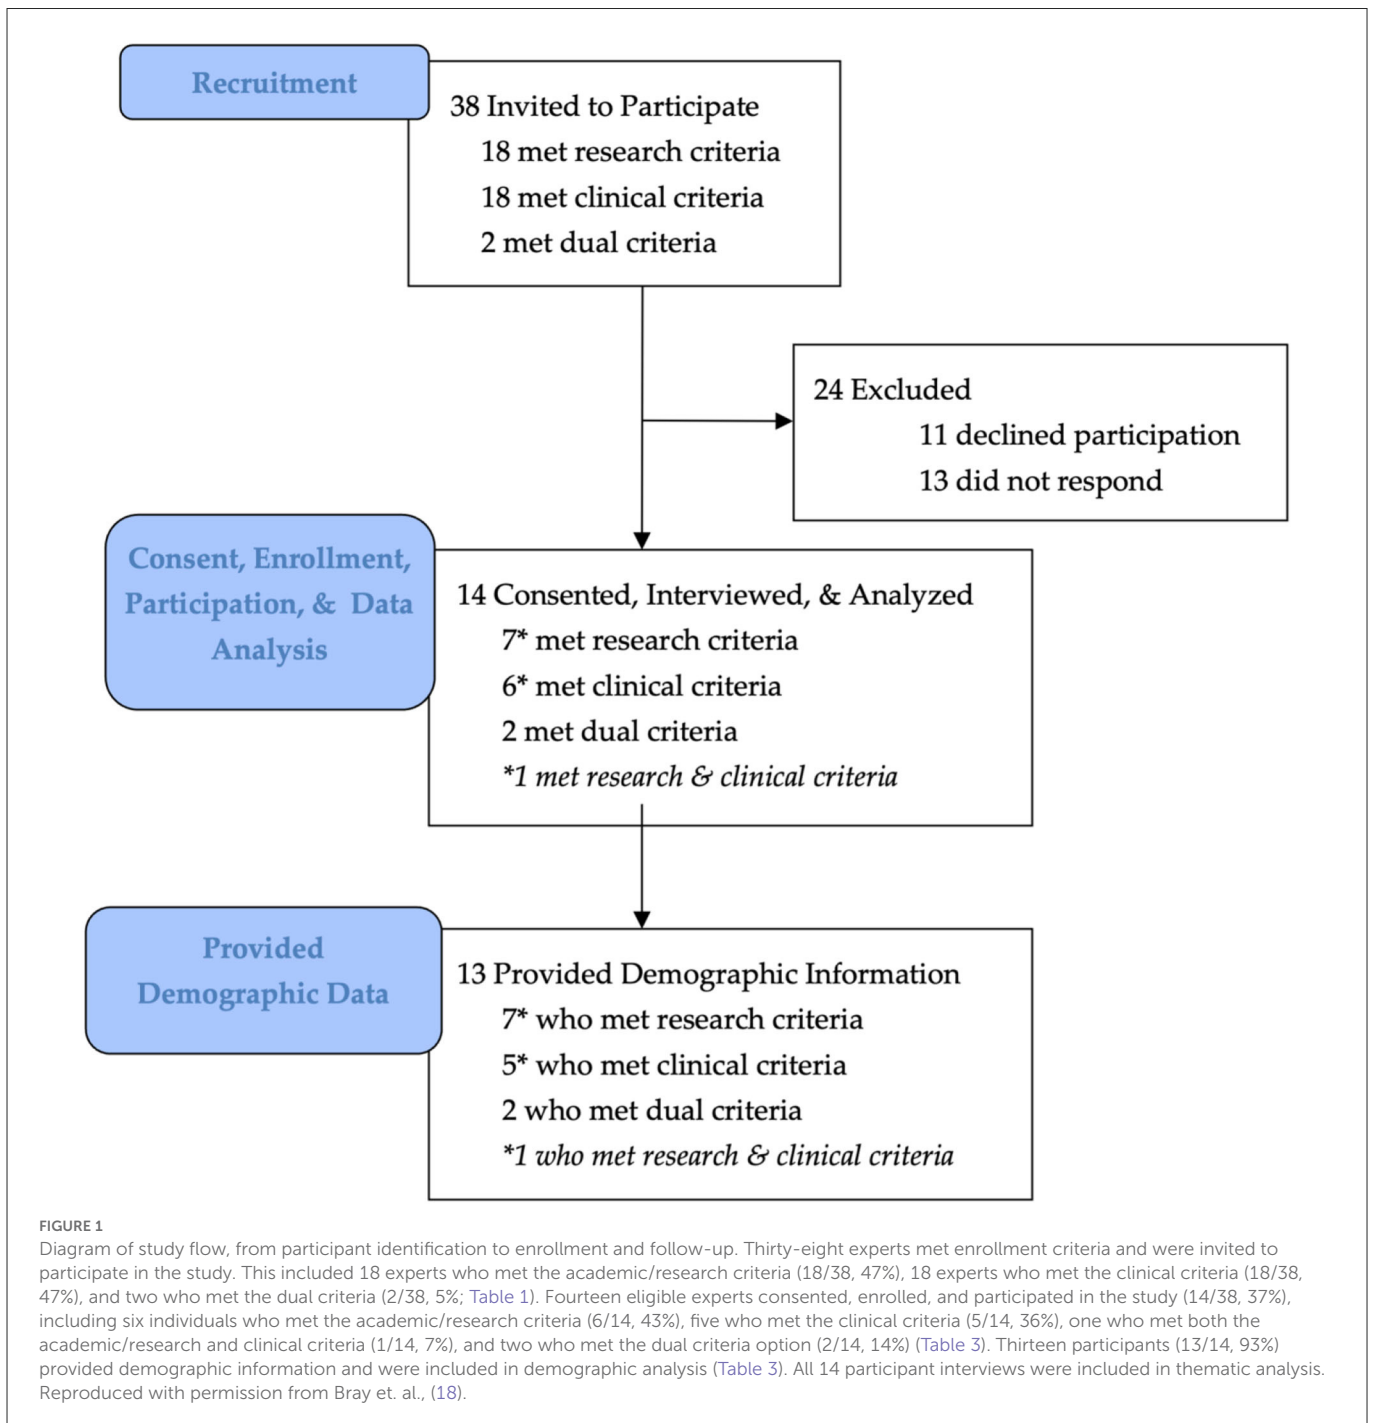 Recruitment
38 Invited to Participate
18 met research criteria
18 met clinical criteria
2 met dual criteria
24 Excluded
11 declined participation
13 did not respond
Consent, Enrollment,
Participation, & Data
Analysis
14 Consented, Interviewed, & Analyzed
7* met research criteria
6* met clinical criteria
2 met dual criteria
*1 met research & clinical criteria
Provided
Demographic Data
13 Provided Demographic Information
7* who met research criteria
5* who met clinical criteria
2 who met dual criteria
*1 who met research & clinical criteria
FIGURE 1
Diagram of study flow, from participant identification to enrollment and follow-up. Thirty-eight experts met enrollment criteria and were invited to
participate in the study. This included 18 experts who met the academic/research criteria (18/38, 47%), 18 experts who met the clinical criteria (18/38,
47%), and two who met the dual criteria (2/38, 5%; Table 1). Fourteen eligible experts consented, enrolled, and participated in the study (14/38, 37%),
including six individuals who met the academic/research criteria (6/14, 43%), five who met the clinical criteria (5/14, 36%), one who met both the
academic/research and clinical criteria (1/14, 7%), and two who met the dual criteria option (2/14, 14%) (Table 3). Thirteen participants (13/14, 93%)
provided demographic information and were included in demographic analysis (Table 3). All 14 participant interviews were included in thematic analysis.
Reproduced with permission from Bray et. al., (18).